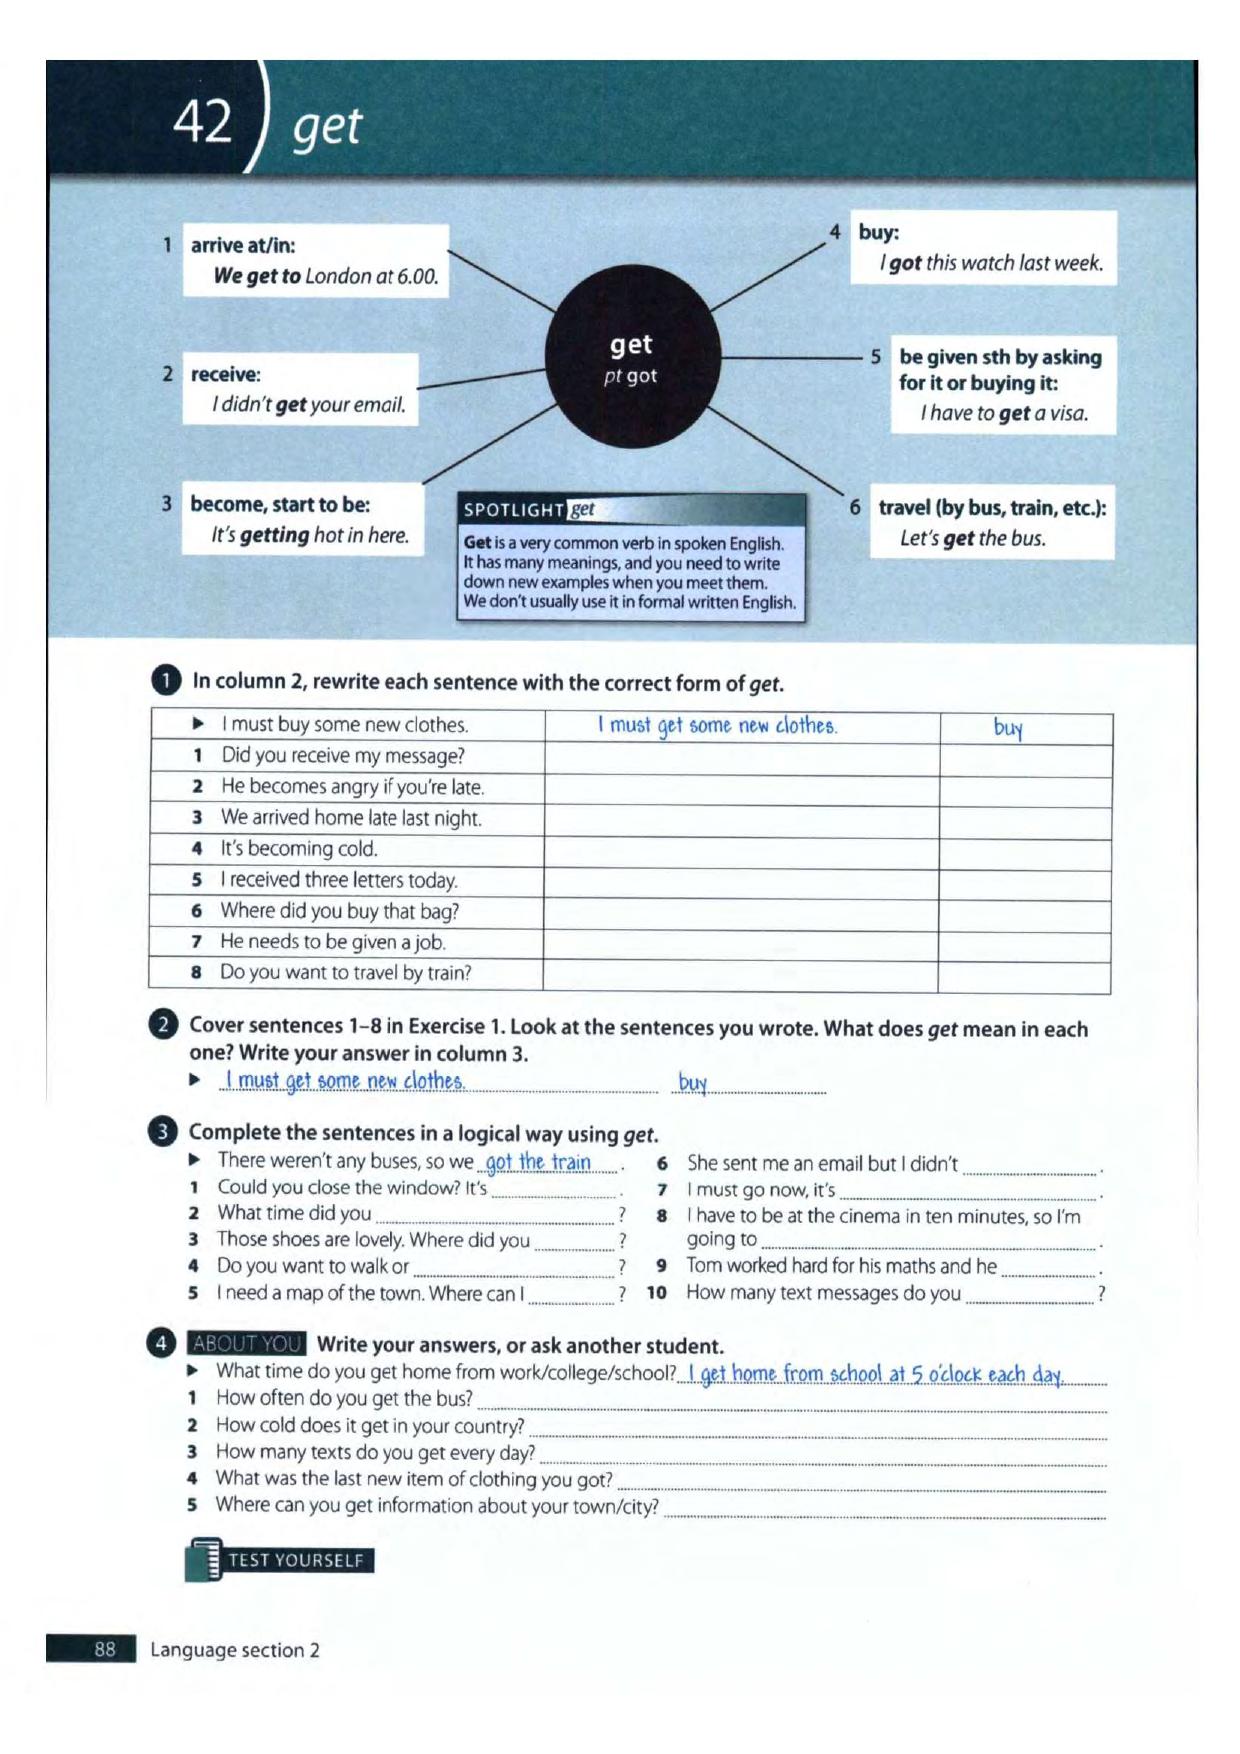 42 get
1 arrive at/in:
We get to London at 6.00.
2 receive:
I didn't get your email.
3 become, start to be:
It's getting hot in here.
get
pt got
4 buy:
I got this watch last week.
5 be given sth by asking
for it or buying it:
I have to get a visa.
6 travel (by bus, train, etc.):
Let's get the bus.
SPOTLIGHT get
Get is a very common verb in spoken English.
It has many meanings, and you need to write
down new examples when you meet them.
We don't usually use it in formal written English.
1 In column 2, rewrite each sentence with the correct form of get.
▶ I must buy some new clothes. I must get some new clothes. buy
1 Did you receive my message?
2 He becomes angry if you're late.
3 We arrived home late last night.
4 It's becoming cold.
5 I received three letters today.
6 Where did you buy that bag?
7 He needs to be given a job.
8 Do you want to travel by train?
2 Cover sentences 1–8 in Exercise 1. Look at the sentences you wrote. What does get mean in each
one? Write your answer in column 3.
▶ I must get some new clothes. buy
3 Complete the sentences in a logical way using get.
▶ There weren't any buses, so we got the train .
1 Could you close the window? It's .
2 What time did you ?
3 Those shoes are lovely. Where did you ?
4 Do you want to walk or ?
5 I need a map of the town. Where can I ?
6 She sent me an email but I didn't .
7 I must go now, it's .
8 I have to be at the cinema in ten minutes, so I'm
going to .
9 Tom worked hard for his maths and he .
10 How many text messages do you ?
4 ABOUT YOU Write your answers, or ask another student.
▶ What time do you get home from work/college/school? I get home from school at 5 o'clock each day.
1 How often do you get the bus?
2 How cold does it get in your country?
3 How many texts do you get every day?
4 What was the last new item of clothing you got?
5 Where can you get information about your town/city?
TEST YOURSELF
88 Language section 2